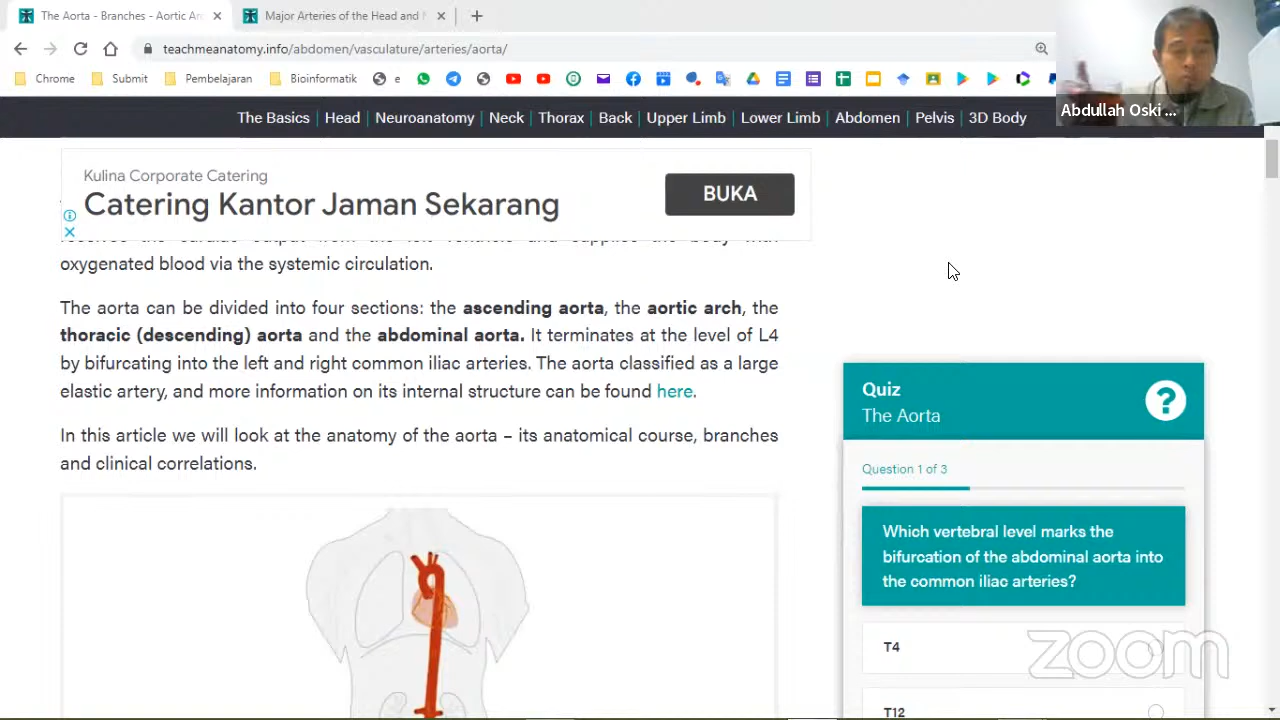 The Aorta - Branches - Aortic Arc
Major Arteries of the Head and N
teachmeanatomy.info/abdomen/vasculature/arteries/aorta/
Chrome Submit Pembelajaran Bioinformatik e
The Basics | Head | Neuroanatomy | Neck | Thorax | Back | Upper Limb | Lower Limb | Abdomen | Pelvis | 3D Body
Abdullah Oski ...
Kulina Corporate Catering
Catering Kantor Jaman Sekarang
BUKA
oxygenated blood via the systemic circulation.
The aorta can be divided into four sections: the ascending aorta, the aortic arch, the
thoracic (descending) aorta and the abdominal aorta. It terminates at the level of L4
by bifurcating into the left and right common iliac arteries. The aorta classified as a large
elastic artery, and more information on its internal structure can be found here.
In this article we will look at the anatomy of the aorta – its anatomical course, branches
and clinical correlations.
Quiz
The Aorta
Question 1 of 3
Which vertebral level marks the
bifurcation of the abdominal aorta into
the common iliac arteries?
T4
T12
zoom